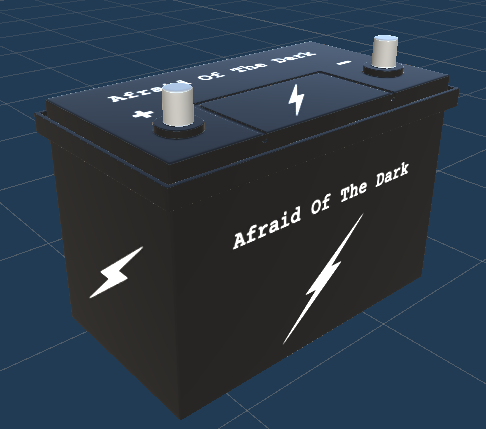 Afraid Of The Dark
+ -
Afraid Of The Dark